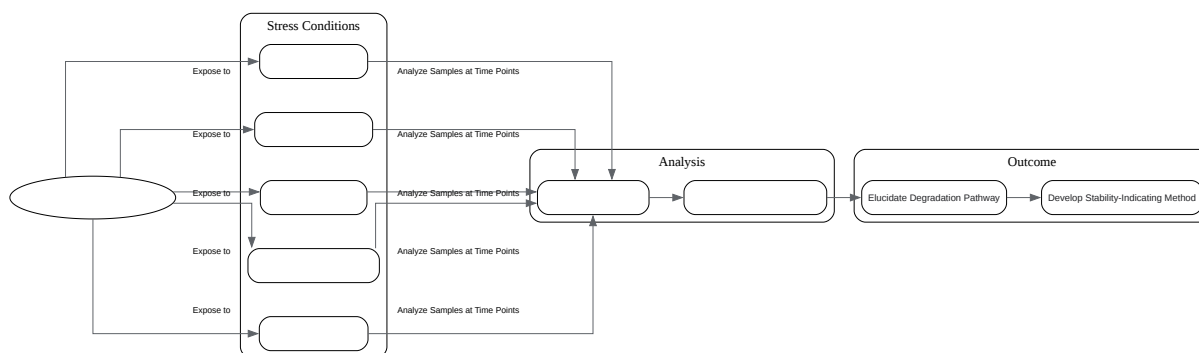 Stress Conditions
Expose to
Analyze Samples at Time Points
Expose to
Analyze Samples at Time Points
Analysis
Outcome
Expose to
Analyze Samples at Time Points
Elucidate Degradation Pathway
Develop Stability-Indicating Method
Expose to
Analyze Samples at Time Points
Expose to
Analyze Samples at Time Points